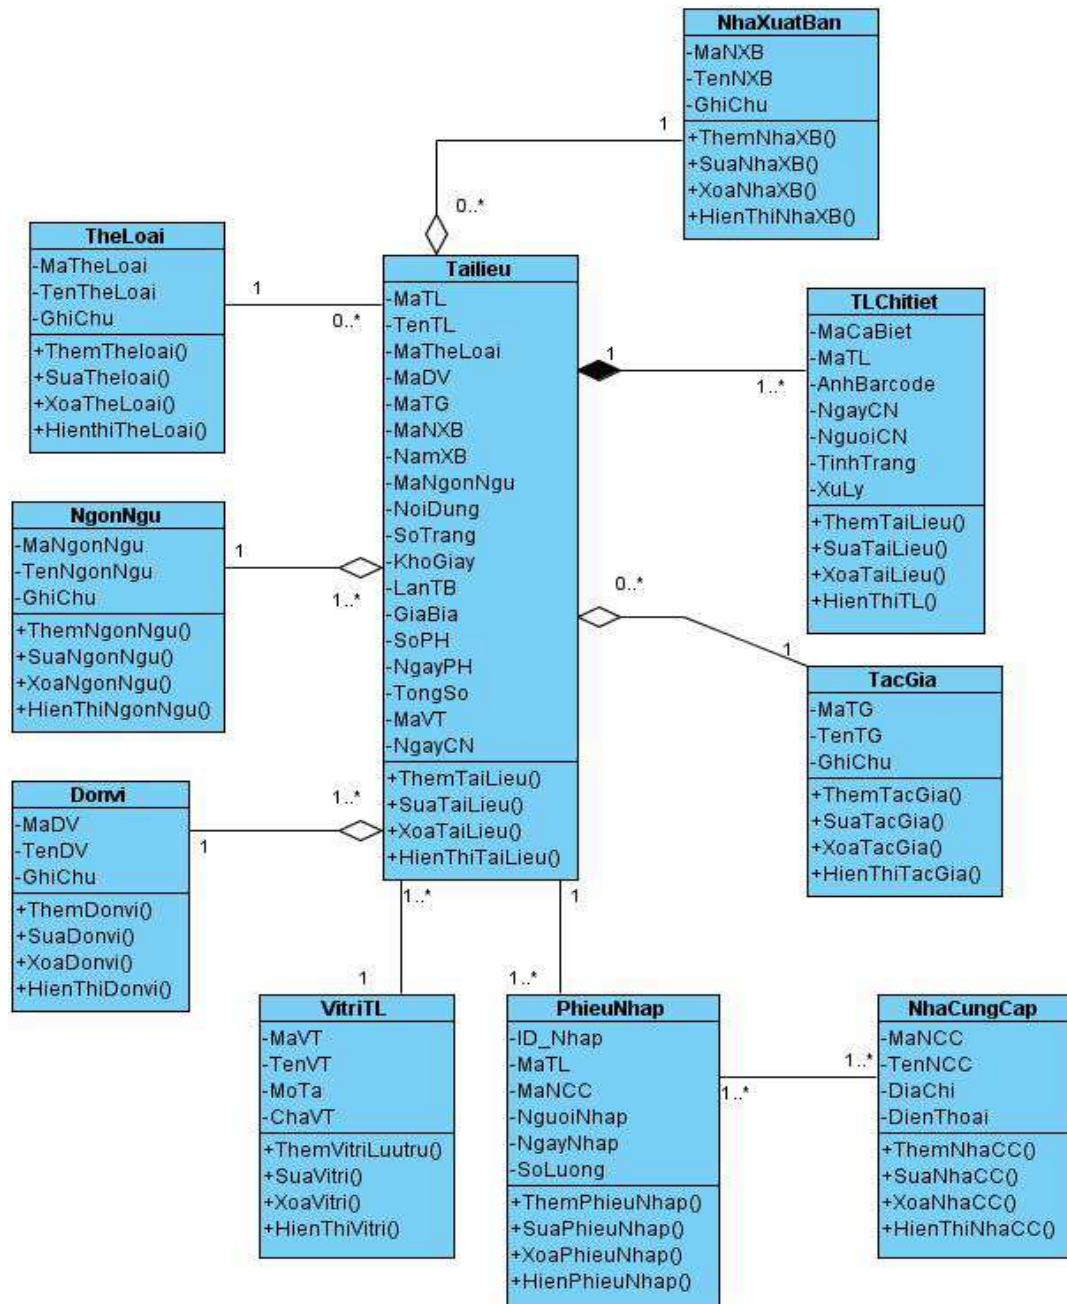 NhaXuatBan
-MaNXB
-TenNXB
-GhiChu
+ThemNhaXB()
+SuaNhaXB()
+XoaNhaXB()
+HienThiNhaXB()
1
0..*
TheLoai
-MaTheLoai
-TenTheLoai
-GhiChu
+ThemTheloai()
+SuaTheloai()
+XoaTheLoai()
+HienthiTheLoai()
1
0..*
Tailieu
-MaTL
-TenTL
-MaTheLoai
-MaDV
-MaTG
-MaNXB
-NamXB
-MaNgonNgu
-NoiDung
-SoTrang
-KhoGiay
-LanTB
-GiaBia
-SoPH
-NgayPH
-TongSo
-MaVT
-NgayCN
+ThemTaiLieu()
+SuaTaiLieu()
+XoaTaiLieu()
+HienThiTaiLieu()
1
1..*
TLChitiet
-MaCaBiet
-MaTL
-AnhBarcode
-NgayCN
-NguoiCN
-TinhTrang
-XuLy
+ThemTaiLieu()
+SuaTaiLieu()
+XoaTaiLieu()
+HienThiTL()
NgonNgu
-MaNgonNgu
-TenNgonNgu
-GhiChu
+ThemNgonNgu()
+SuaNgonNgu()
+XoaNgonNgu()
+HienThiNgonNgu()
1
1..*
0..*
1
TacGia
-MaTG
-TenTG
-GhiChu
+ThemTacGia()
+SuaTacGia()
+XoaTacGia()
+HienThiTacGia()
Donvi
-MaDV
-TenDV
-GhiChu
+ThemDonvi()
+SuaDonvi()
+XoaDonvi()
+HienThiDonvi()
1..*
1
1..*
1
1
1..*
VitriTL
-MaVT
-TenVT
-MoTa
-ChaVT
+ThemVitriLuutru()
+SuaVitri()
+XoaVitri()
+HienThiVitri()
PhieuNhap
-ID_Nhap
-MaTL
-MaNCC
-NguoiNhap
-NgayNhap
-SoLuong
+ThemPhieuNhap()
+SuaPhieuNhap()
+XoaPhieuNhap()
+HienPhieuNhap()
1..*
1..*
NhaCungCap
-MaNCC
-TenNCC
-DiaChi
-DienThoai
+ThemNhaCC()
+SuaNhaCC()
+XoaNhaCC()
+HienThiNhaCC()